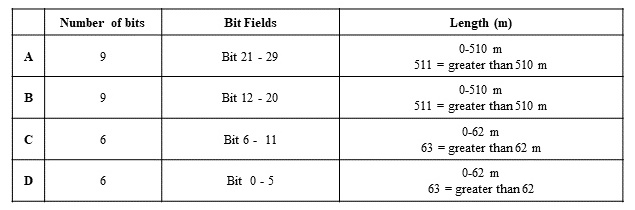 Number of bits Bit Fields Length (m)
A 9 Bit 21 - 29 0-510 m
511 = greater than 510 m
B 9 Bit 12 - 20 0-510 m
511 = greater than 510 m
C 6 Bit 6 - 11 0-62 m
63 = greater than 62 m
D 6 Bit 0 - 5 0-62 m
63 = greater than 62